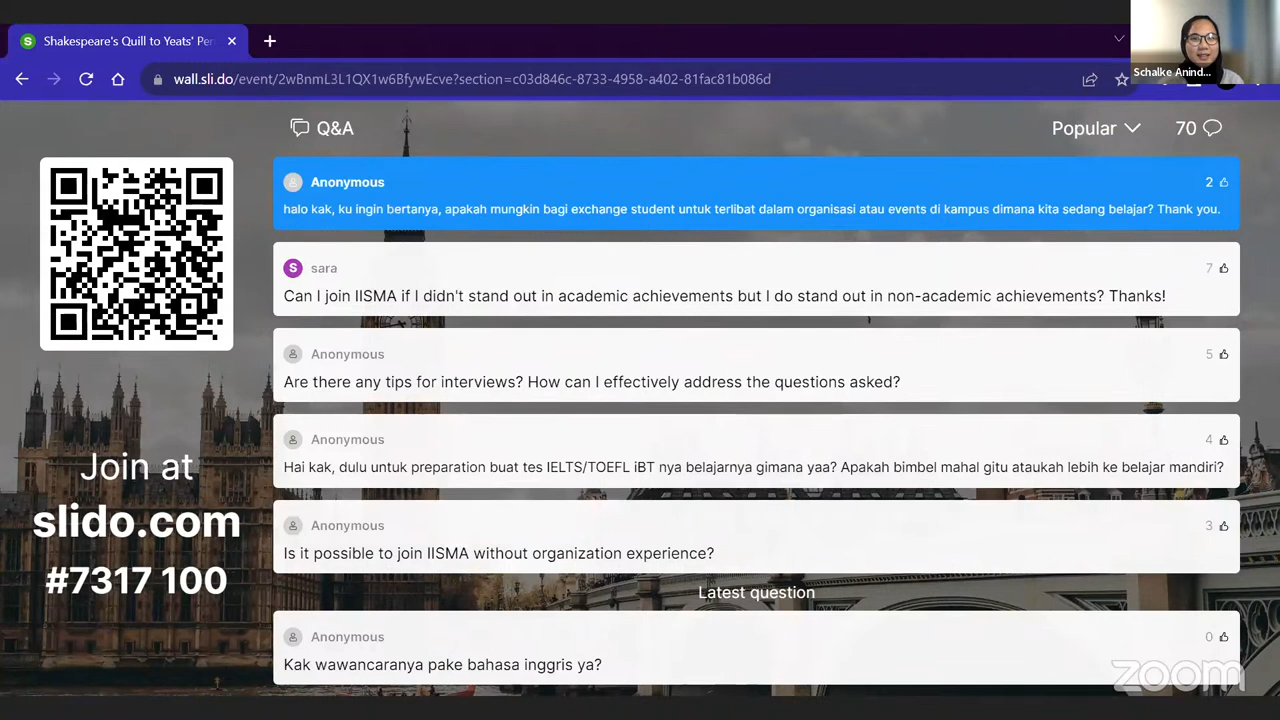 Shakespeare's Quill to Yeats' Per
wall.sli.do/event/2wBnmL3L1QX1w6BfywEcve?section=c03d846c-8733-4958-a402-81fac81b086d
Schalke Anind...
Q&A
Popular
70
Anonymous
2
halo kak, ku ingin bertanya, apakah mungkin bagi exchange student untuk terlibat dalam organisasi atau events di kampus dimana kita sedang belajar? Thank you.
S sara
7
Can I join IISMA if I didn't stand out in academic achievements but I do stand out in non-academic achievements? Thanks!
Anonymous
5
Are there any tips for interviews? How can I effectively address the questions asked?
Anonymous
4
Hai kak, dulu untuk preparation buat tes IELTS/TOEFL iBT nya belajarnya gimana yaa? Apakah bimbel mahal gitu ataukah lebih ke belajar mandiri?
Anonymous
3
Is it possible to join IISMA without organization experience?
Latest question
Anonymous
0
Kak wawancaranya pake bahasa inggris ya?
Join at
slido.com
#7317 100
zoom